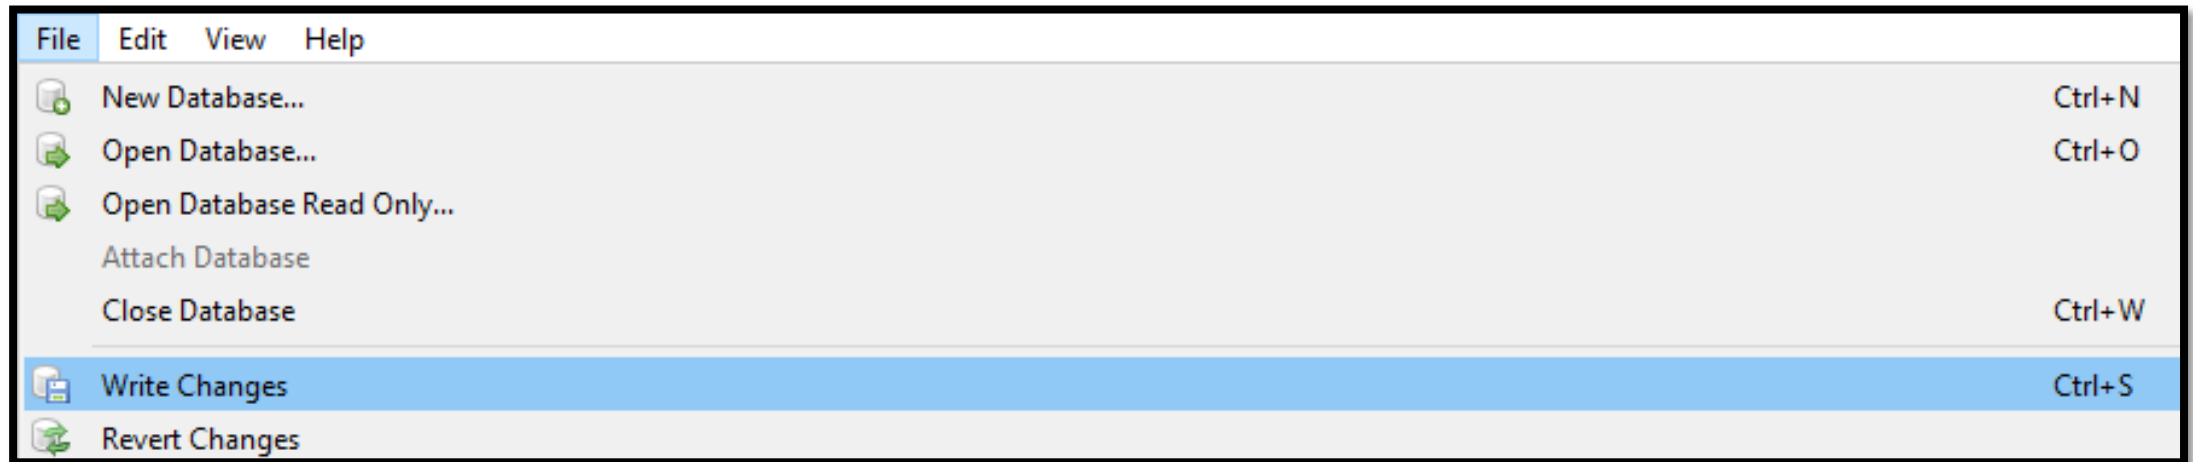 File Edit View Help
New Database... Ctrl+N
Open Database... Ctrl+O
Open Database Read Only...
Attach Database
Close Database Ctrl+W
Write Changes Ctrl+S
Revert Changes